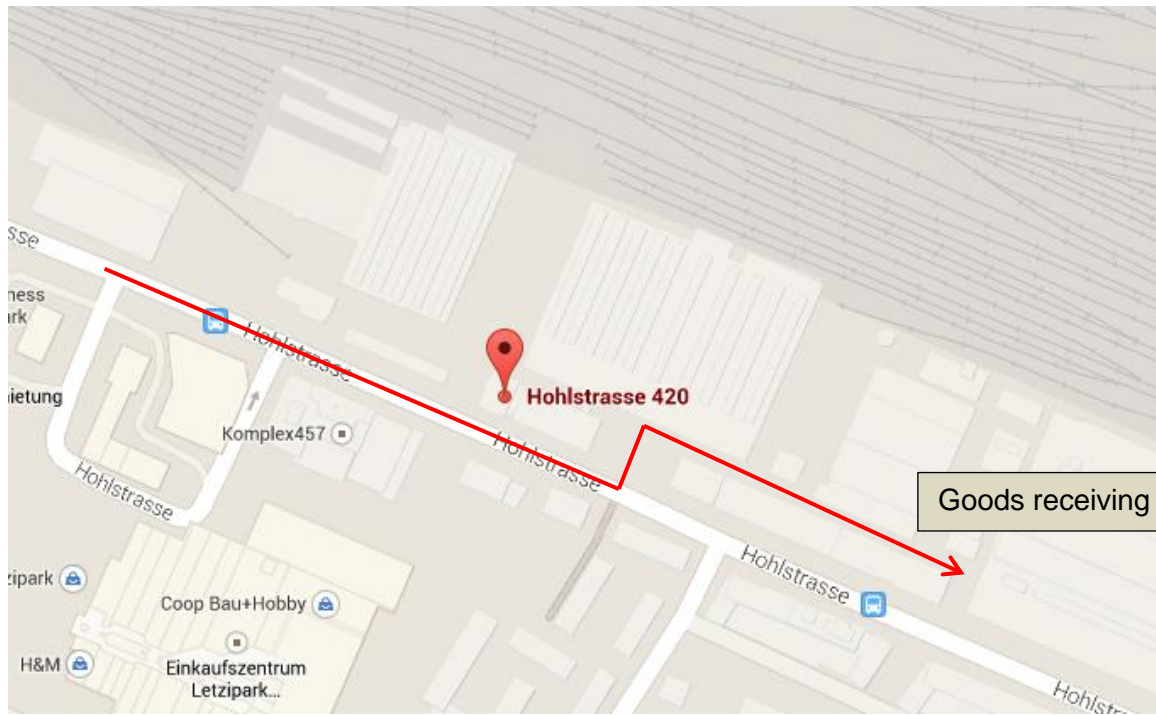 sse
ness
ark
Hohlstrasse
ietung
Hohlstrasse 420
Komplex457
Hohlstrasse
Hohlstrasse
Goods receiving
Hohlstrasse
zipark
Coop Bau+Hobby
H&M
Einkaufszentrum
Letzipark...
Hohlstr